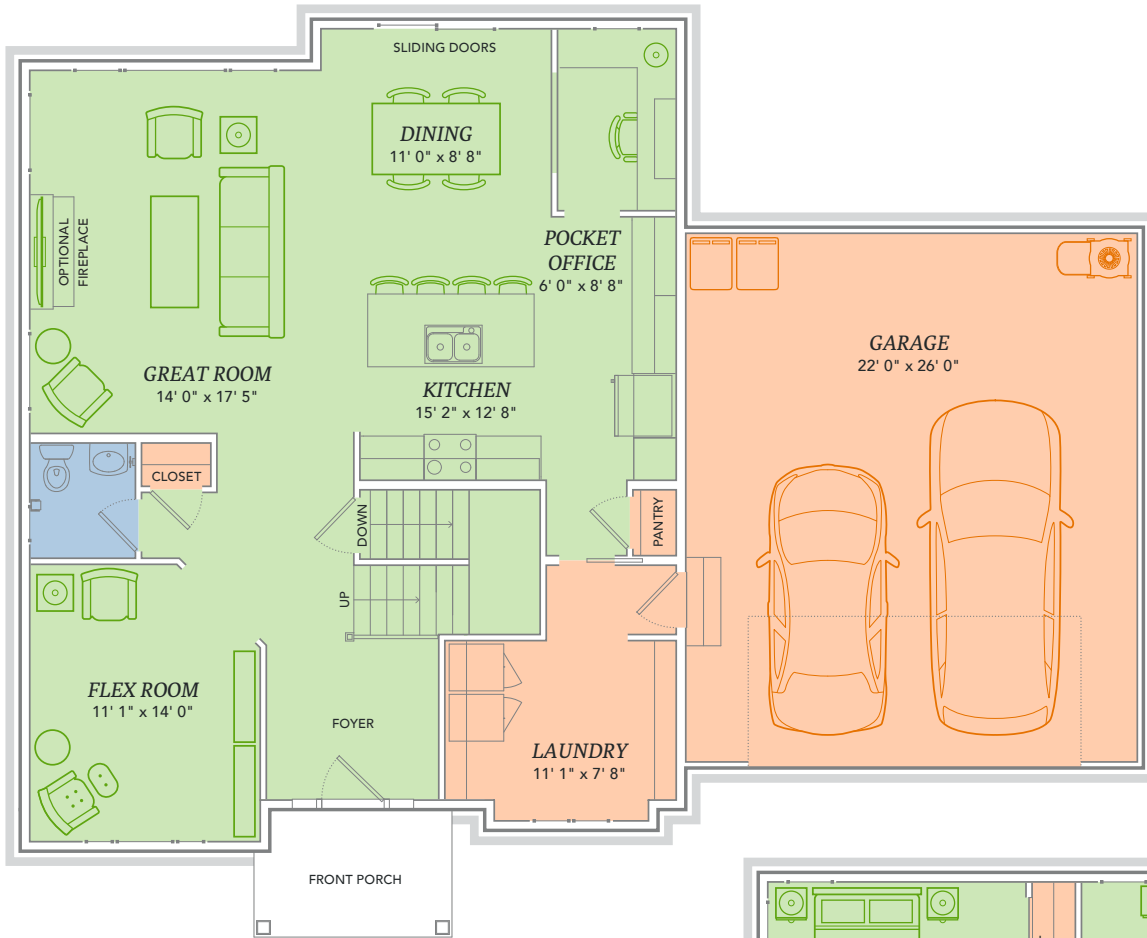 SLIDING DOORS
DINING
11' 0" x 8' 8"
OPTIONAL
FIREPLACE
POCKET
OFFICE
6' 0" x 8' 8"
GREAT ROOM
14' 0" x 17' 5"
KITCHEN
15' 2" x 12' 8"
GARAGE
22' 0" x 26' 0"
CLOSET
DOWN
PANTRY
UP
FLEX ROOM
11' 1" x 14' 0"
FOYER
LAUNDRY
11' 1" x 7' 8"
FRONT PORCH